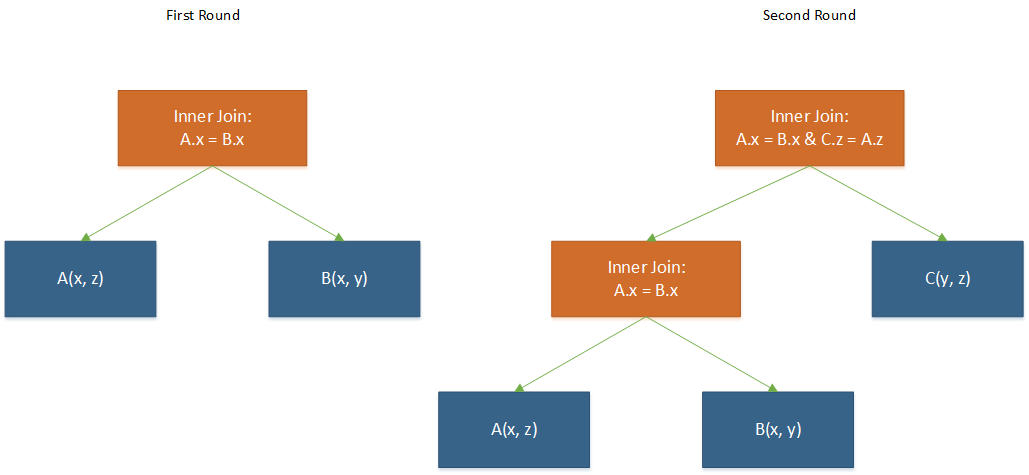 First Round
Second Round
Inner Join:
A.x = B.x
Inner Join:
A.x = B.x & C.z = A.z
A(x, z)
B(x, y)
Inner Join:
A.x = B.x
C(y, z)
A(x, z)
B(x, y)